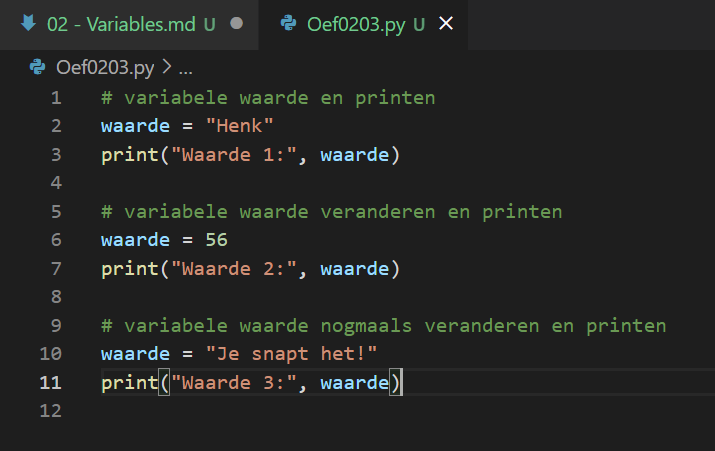 02 - Variables.md U
Oef0203.py U
Oef0203.py > ...
1 # variabele waarde en printen
2 waarde = "Henk"
3 print("Waarde 1:", waarde)
4
5 # variabele waarde veranderen en printen
6 waarde = 56
7 print("Waarde 2:", waarde)
8
9 # variabele waarde nogmaals veranderen en printen
10 waarde = "Je snapt het!"
11 print("Waarde 3:", waarde)
12